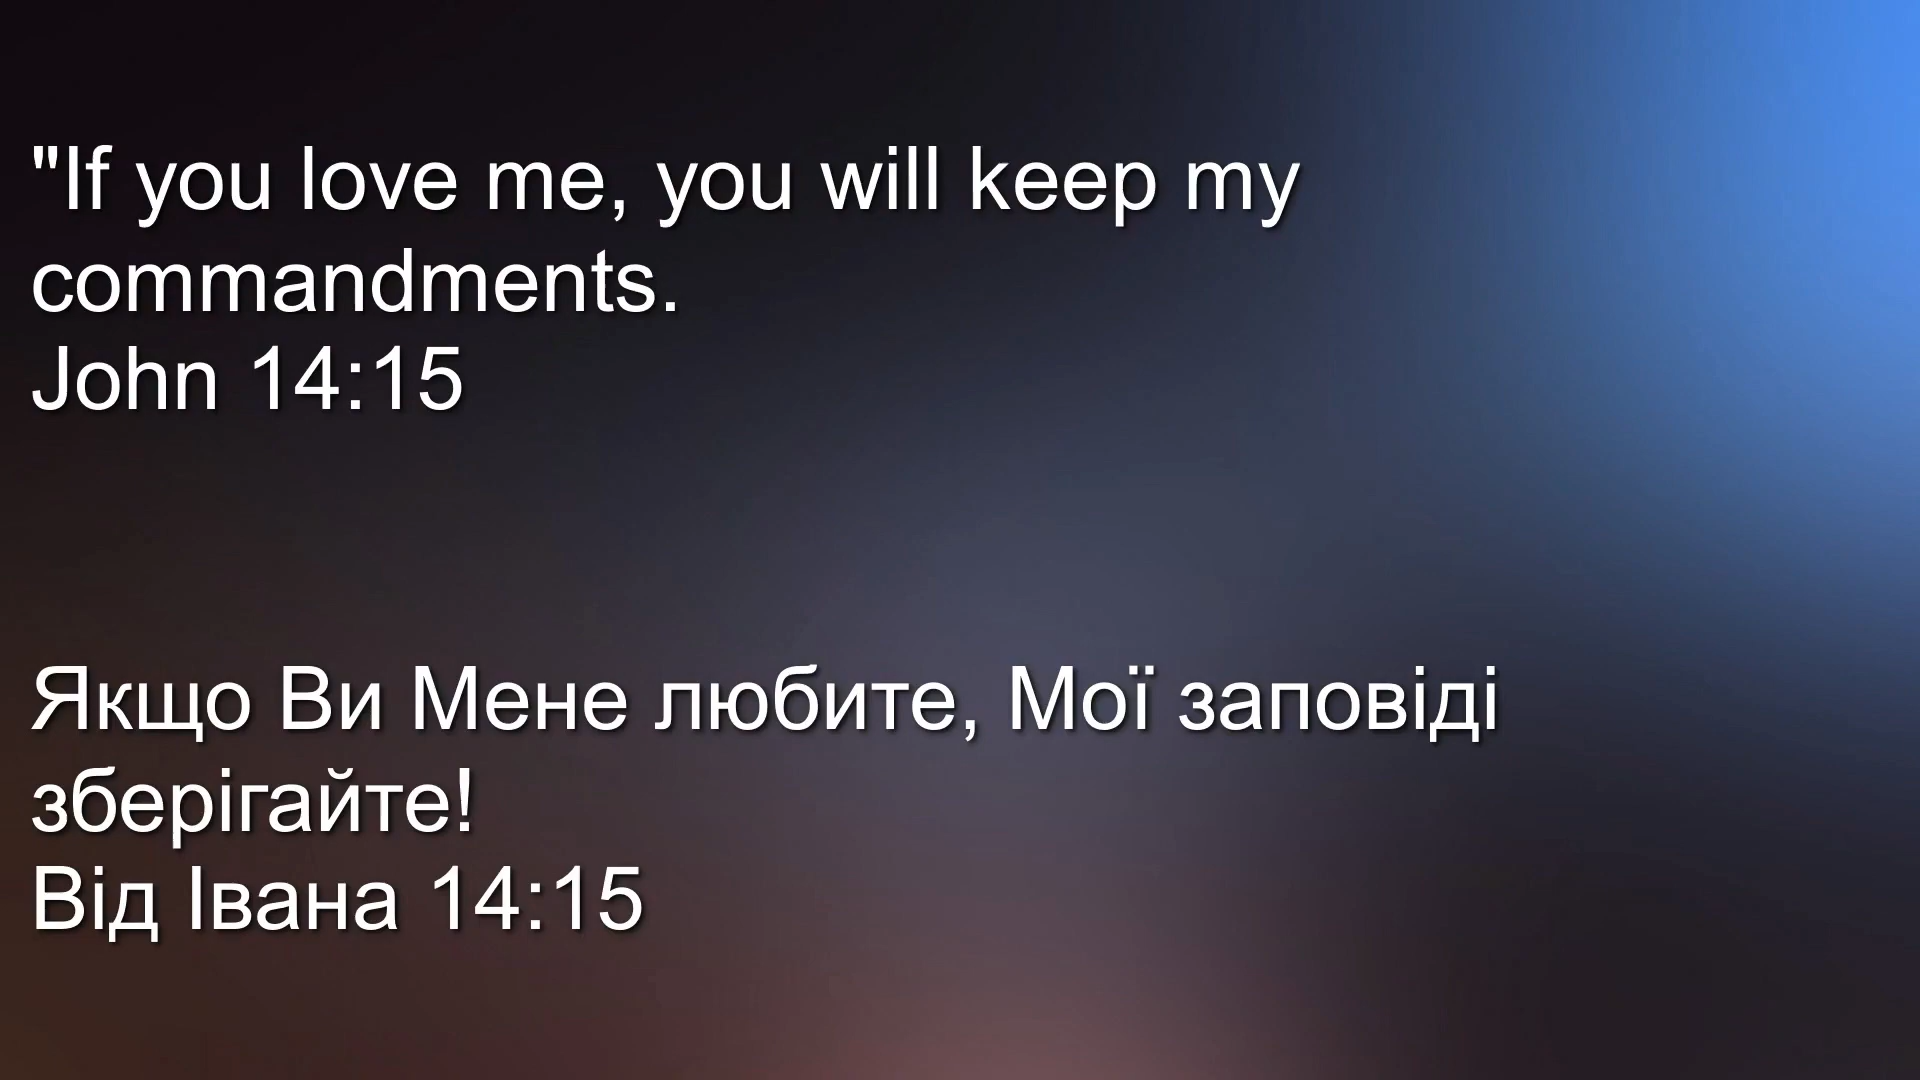 "If you love me, you will keep my
commandments.
John 14:15
Якщо Ви Мене любите, Мої заповіді
зберігайте!
Від Івана 14:15